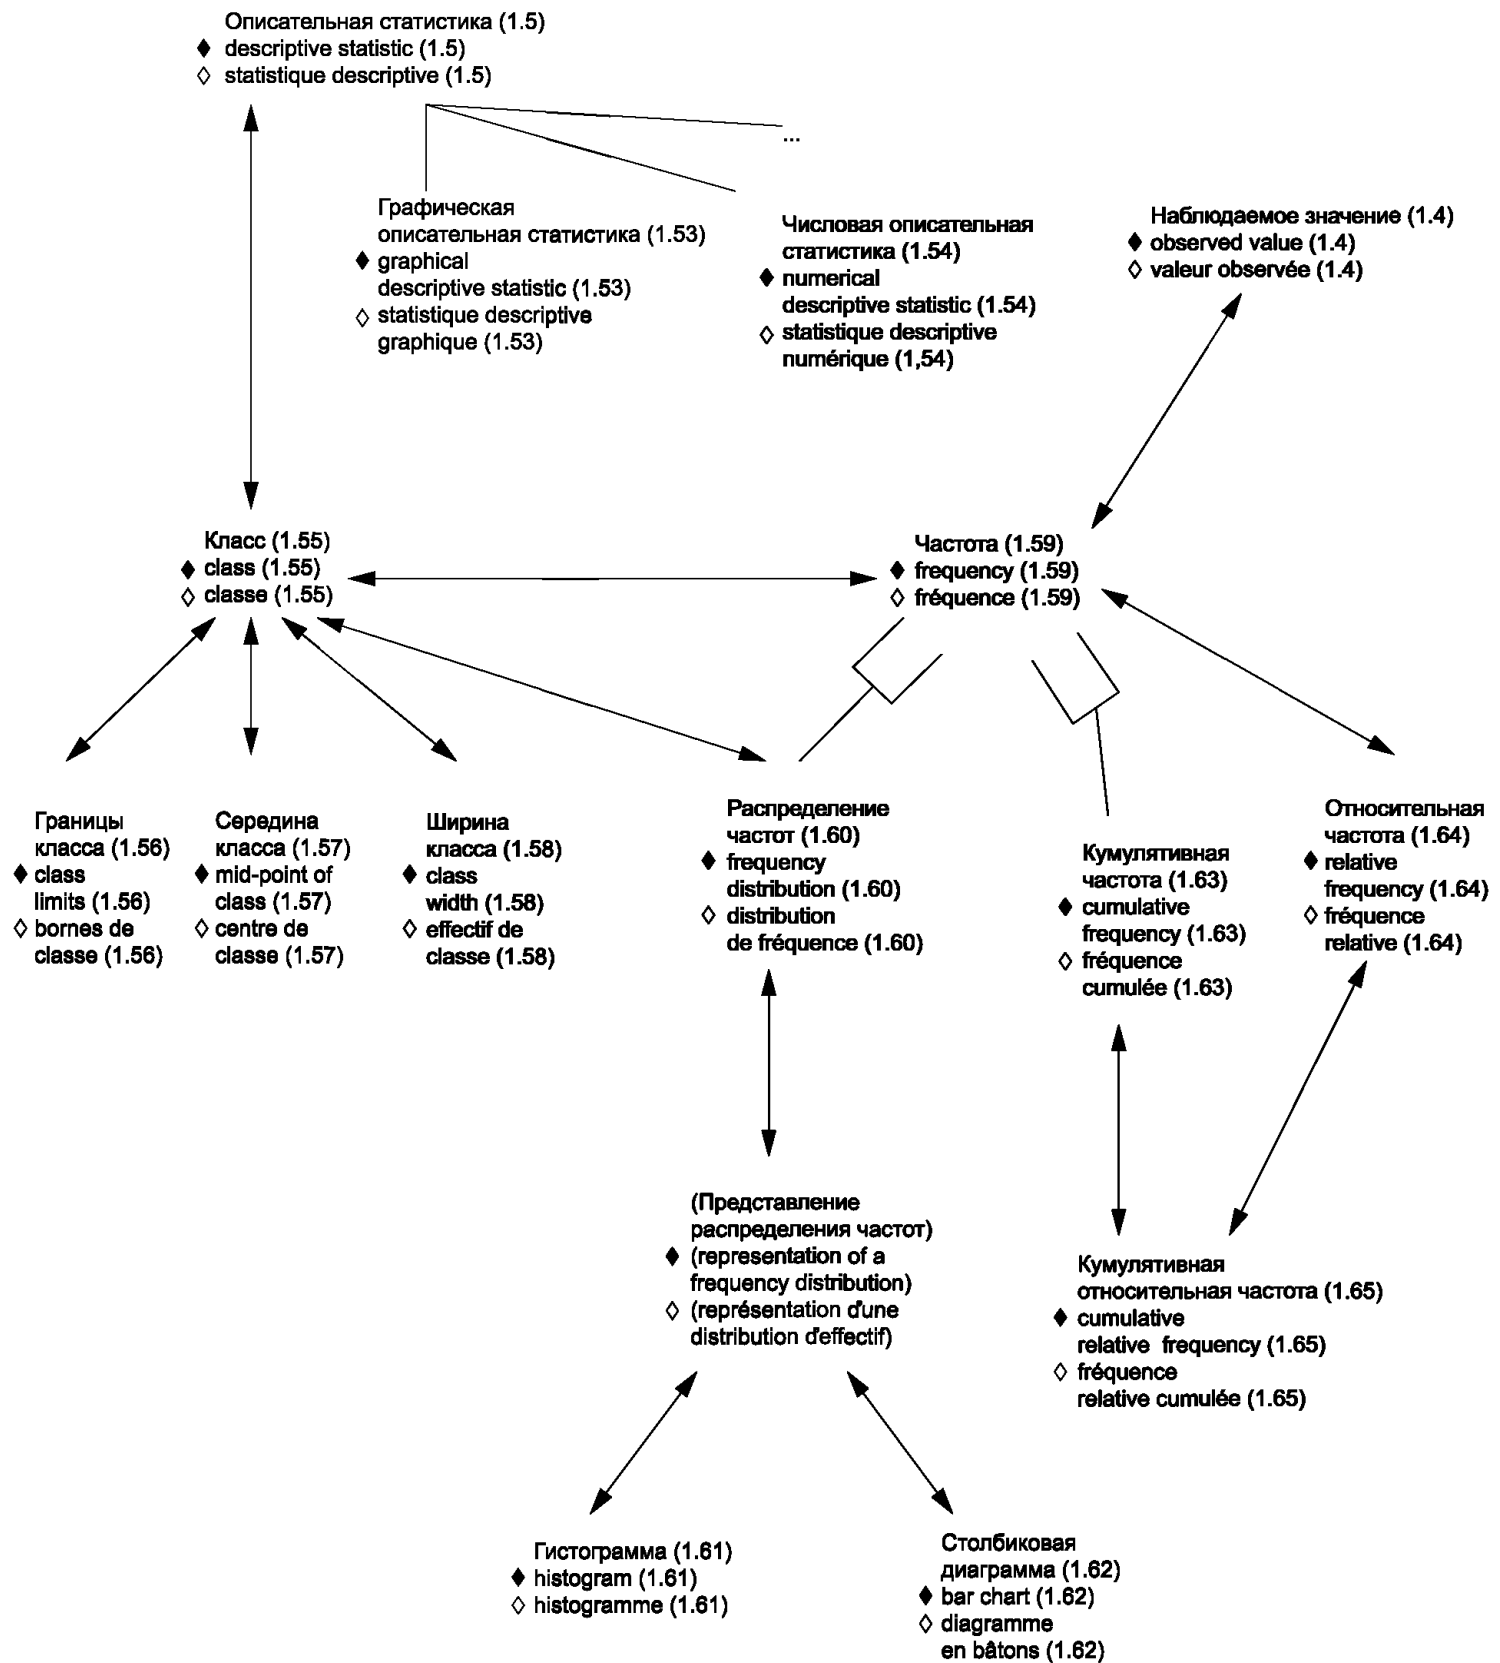 Описательная статистика (1.5)
◆ descriptive statistic (1.5)
◇ statistique descriptive (1.5)
...
Графическая
описательная статистика (1.53)
◆ graphical
descriptive statistic (1.53)
◇ statistique descriptive
graphique (1.53)
Числовая описательная
статистика (1.54)
◆ numerical
descriptive statistic (1.54)
◇ statistique descriptive
numérique (1,54)
Наблюдаемое значение (1.4)
◆ observed value (1.4)
◇ valeur observée (1.4)
Класс (1.55)
◆ class (1.55)
◇ classe (1.55)
Частота (1.59)
◆ frequency (1.59)
◇ fréquence (1.59)
Границы
класса (1.56)
◆ class
limits (1.56)
◇ bornes de
classe (1.56)
Середина
класса (1.57)
◆ mid-point of
class (1.57)
◇ centre de
classe (1.57)
Ширина
класса (1.58)
◆ class
width (1.58)
◇ effectif de
classe (1.58)
Распределение
частот (1.60)
◆ frequency
distribution (1.60)
◇ distribution
de fréquence (1.60)
Кумулятивная
частота (1.63)
◆ cumulative
frequency (1.63)
◇ fréquence
cumulée (1.63)
Относительная
частота (1.64)
◆ relative
frequency (1.64)
◇ fréquence
relative (1.64)
(Представление
распределения частот)
◆ (representation of a
frequency distribution)
◇ (représentation d'une
distribution d'effectif)
Кумулятивная
относительная частота (1.65)
◆ cumulative
relative frequency (1.65)
◇ fréquence
relative cumulée (1.65)
Гистограмма (1.61)
◆ histogram (1.61)
◇ histogramme (1.61)
Столбиковая
диаграмма (1.62)
◆ bar chart (1.62)
◇ diagramme
en bâtons (1.62)